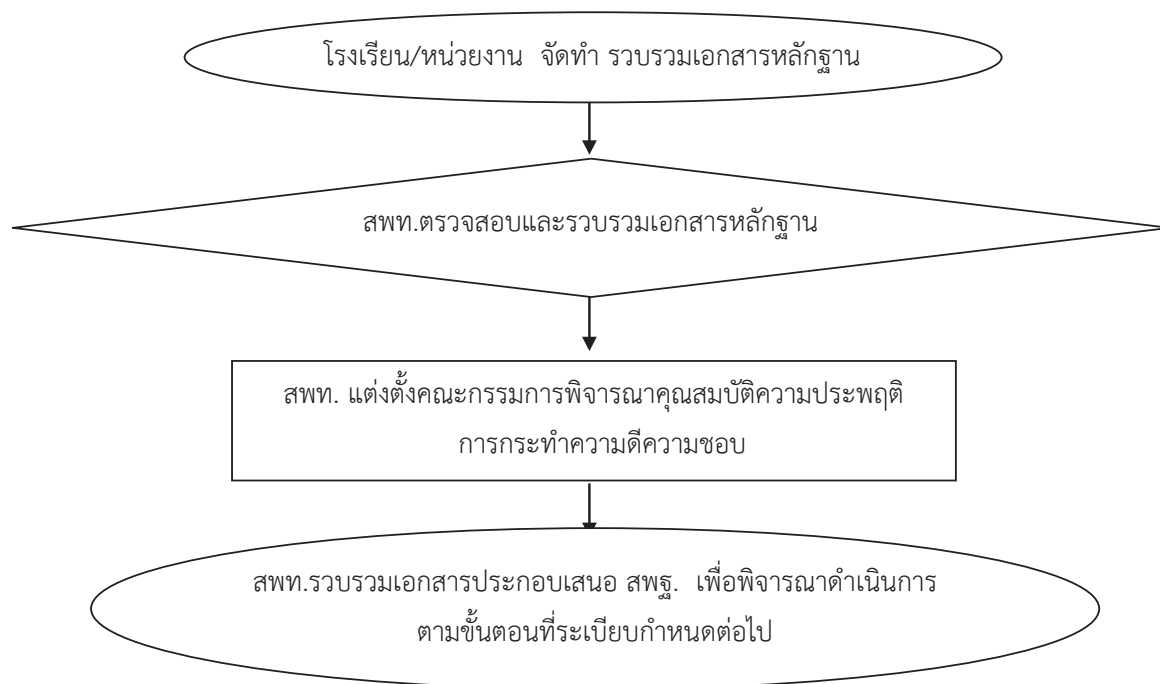 โรงเรียน/หน่วยงาน จัดทำ รวบรวมเอกสารหลักฐาน
สพท.ตรวจสอบและรวบรวมเอกสารหลักฐาน
สพท. แต่งตั้งคณะกรรมการพิจารณาคุณสมบัติความประพฤติ
การกระทำความดีความชอบ
สพท.รวบรวมเอกสารประกอบเสนอ สพฐ. เพื่อพิจารณาดำเนินการ
ตามขั้นตอนที่ระเบียบกำหนดต่อไป